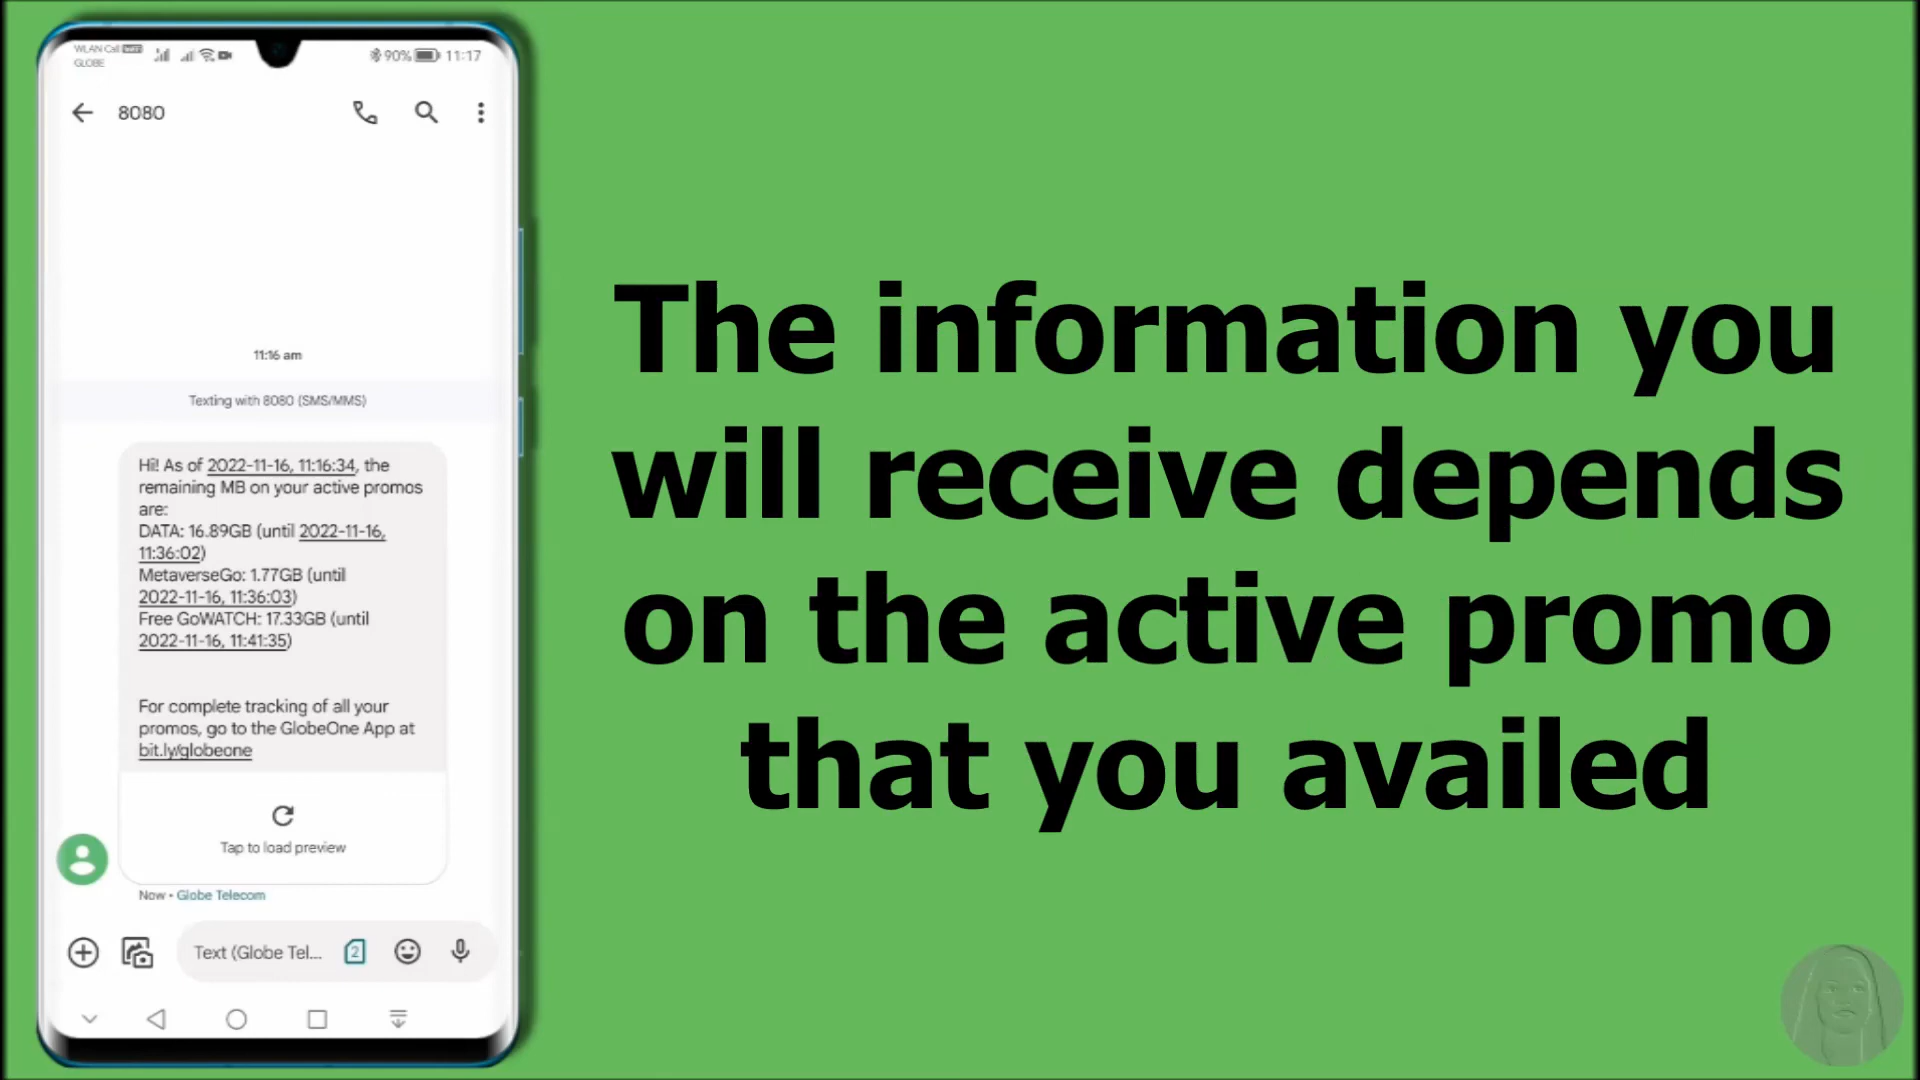 WLAN Call
GLOBE
90%
11:17
8080
11:16 am
Texting with 8080 (SMS/MMS)
Hi! As of 2022-11-16, 11:16:34, the
remaining MB on your active promos
are:
DATA: 16.89GB (until 2022-11-16,
11:36:02)
MetaverseGo: 1.77GB (until
2022-11-16, 11:36:03)
Free GoWATCH: 17.33GB (until
2022-11-16, 11:41:35)
For complete tracking of all your
promos, go to the GlobeOne App at
bit.ly/globeone
Tap to load preview
Now • Globe Telecom
Text (Globe Tel...
2
The information you
will receive depends
on the active promo
that you availed